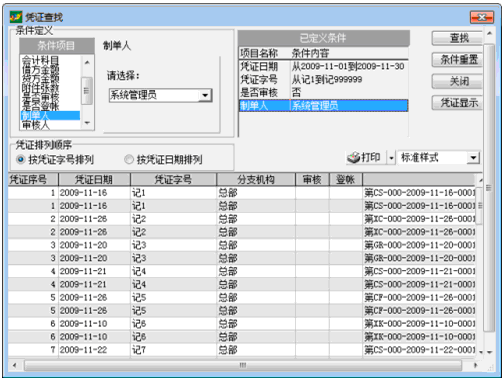 凭证查找
条件定义
条件项目
会计科目
借方金额
贷方金额
附件张数
是否审核
是否登帐
制单人
审核人
制单人
请选择:
系统管理员
已定义条件
项目名称 条件内容
凭证日期 从2009-11-01到2009-11-30
凭证字号 从记1到记999999
是否审核 否
制单人 系统管理员
查找
条件重置
关闭
凭证显示
凭证排列顺序
按凭证字号排列 按凭证日期排列
打印 标准样式
凭证序号 凭证日期 凭证字号 分支机构 审核 登帐
1 2009-11-16 记1 总部 第CS-000-2009-11-16-0001
1 2009-11-16 记1 总部 第CS-000-2009-11-16-0001
2 2009-11-26 记2 总部 第XC-000-2009-11-26-0001
2 2009-11-26 记2 总部 第XC-000-2009-11-26-0001
3 2009-11-20 记3 总部 第GR-000-2009-11-20-0001
3 2009-11-20 记3 总部 第GR-000-2009-11-20-0001
4 2009-11-21 记4 总部 第CS-000-2009-11-21-0001
4 2009-11-21 记4 总部 第CS-000-2009-11-21-0001
5 2009-11-26 记5 总部 第CF-000-2009-11-26-0001
5 2009-11-26 记5 总部 第CF-000-2009-11-26-0001
6 2009-11-10 记6 总部 第XK-000-2009-11-10-0001
6 2009-11-10 记6 总部 第XK-000-2009-11-10-0001
7 2009-11-22 记7 总部 第CS-000-2009-11-22-0001